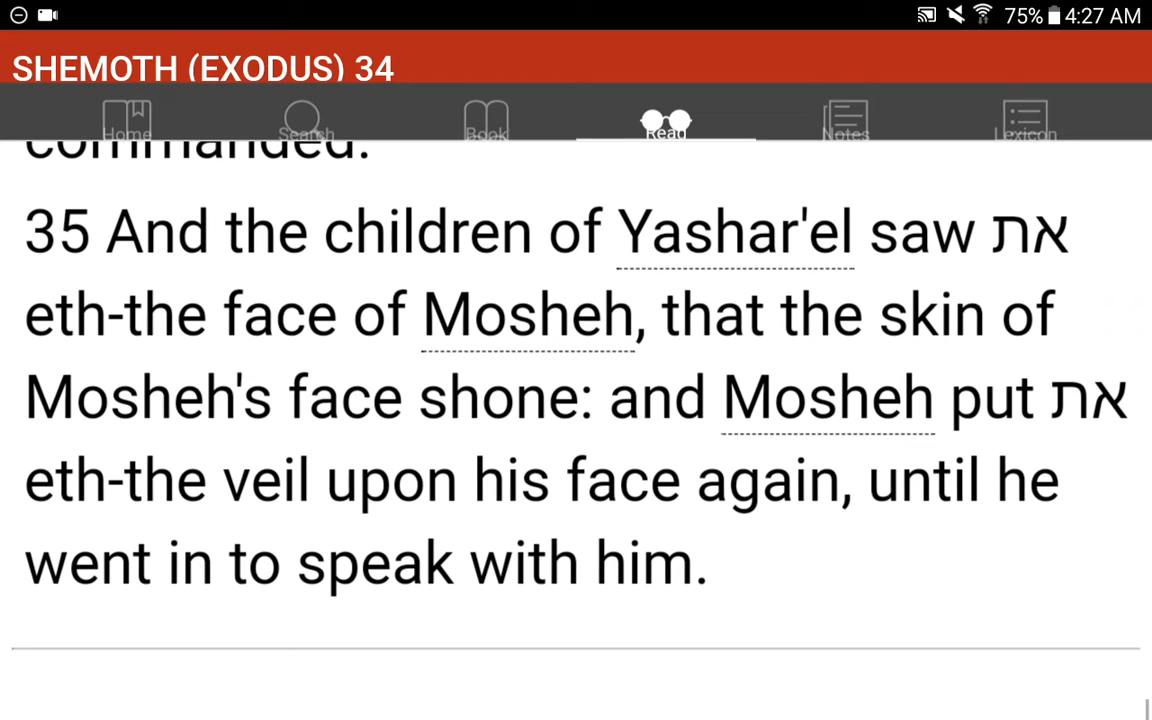 75% 4:27 AM
SHEMOTH (EXODUS) 34
Home Search Book Read Notes Lexicon
commanded.
35 And the children of Yashar'el saw את
eth-the face of Mosheh, that the skin of
Mosheh's face shone: and Mosheh put את
eth-the veil upon his face again, until he
went in to speak with him.